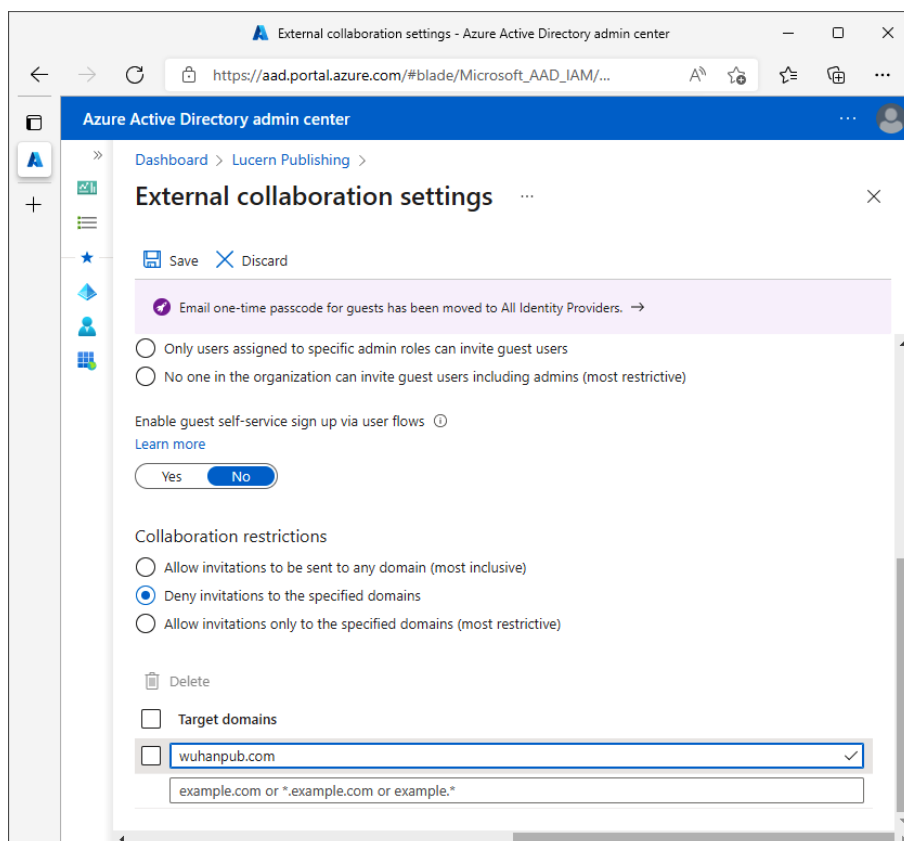 External collaboration settings - Azure Active Directory admin center
https://aad.portal.azure.com/#blade/Microsoft_AAD_IAM/...
Azure Active Directory admin center
Dashboard > Lucern Publishing >
External collaboration settings ...
Save Discard
Email one-time passcode for guests has been moved to All Identity Providers. →
Only users assigned to specific admin roles can invite guest users
No one in the organization can invite guest users including admins (most restrictive)
Enable guest self-service sign up via user flows
Learn more
Yes No
Collaboration restrictions
Allow invitations to be sent to any domain (most inclusive)
Deny invitations to the specified domains
Allow invitations only to the specified domains (most restrictive)
Delete
Target domains
wuhanpub.com
example.com or *.example.com or example.*